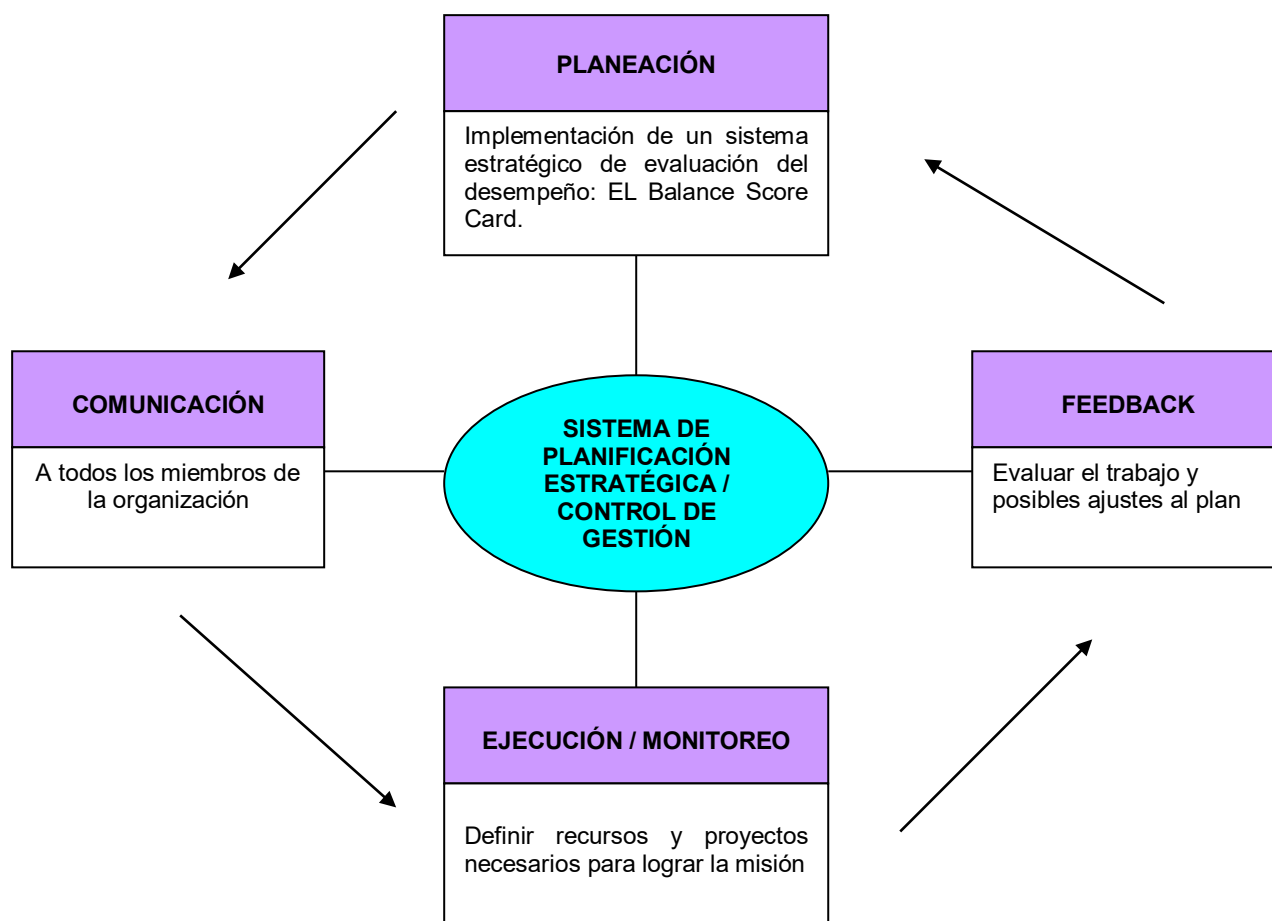 PLANEACIÓN
Implementación de un sistema
estratégico de evaluación del
desempeño: EL Balance Score
Card.
COMUNICACIÓN
A todos los miembros de
la organización
SISTEMA DE
PLANIFICACIÓN
ESTRATÉGICA /
CONTROL DE
GESTIÓN
FEEDBACK
Evaluar el trabajo y
posibles ajustes al plan
EJECUCIÓN / MONITOREO
Definir recursos y proyectos
necesarios para lograr la misión